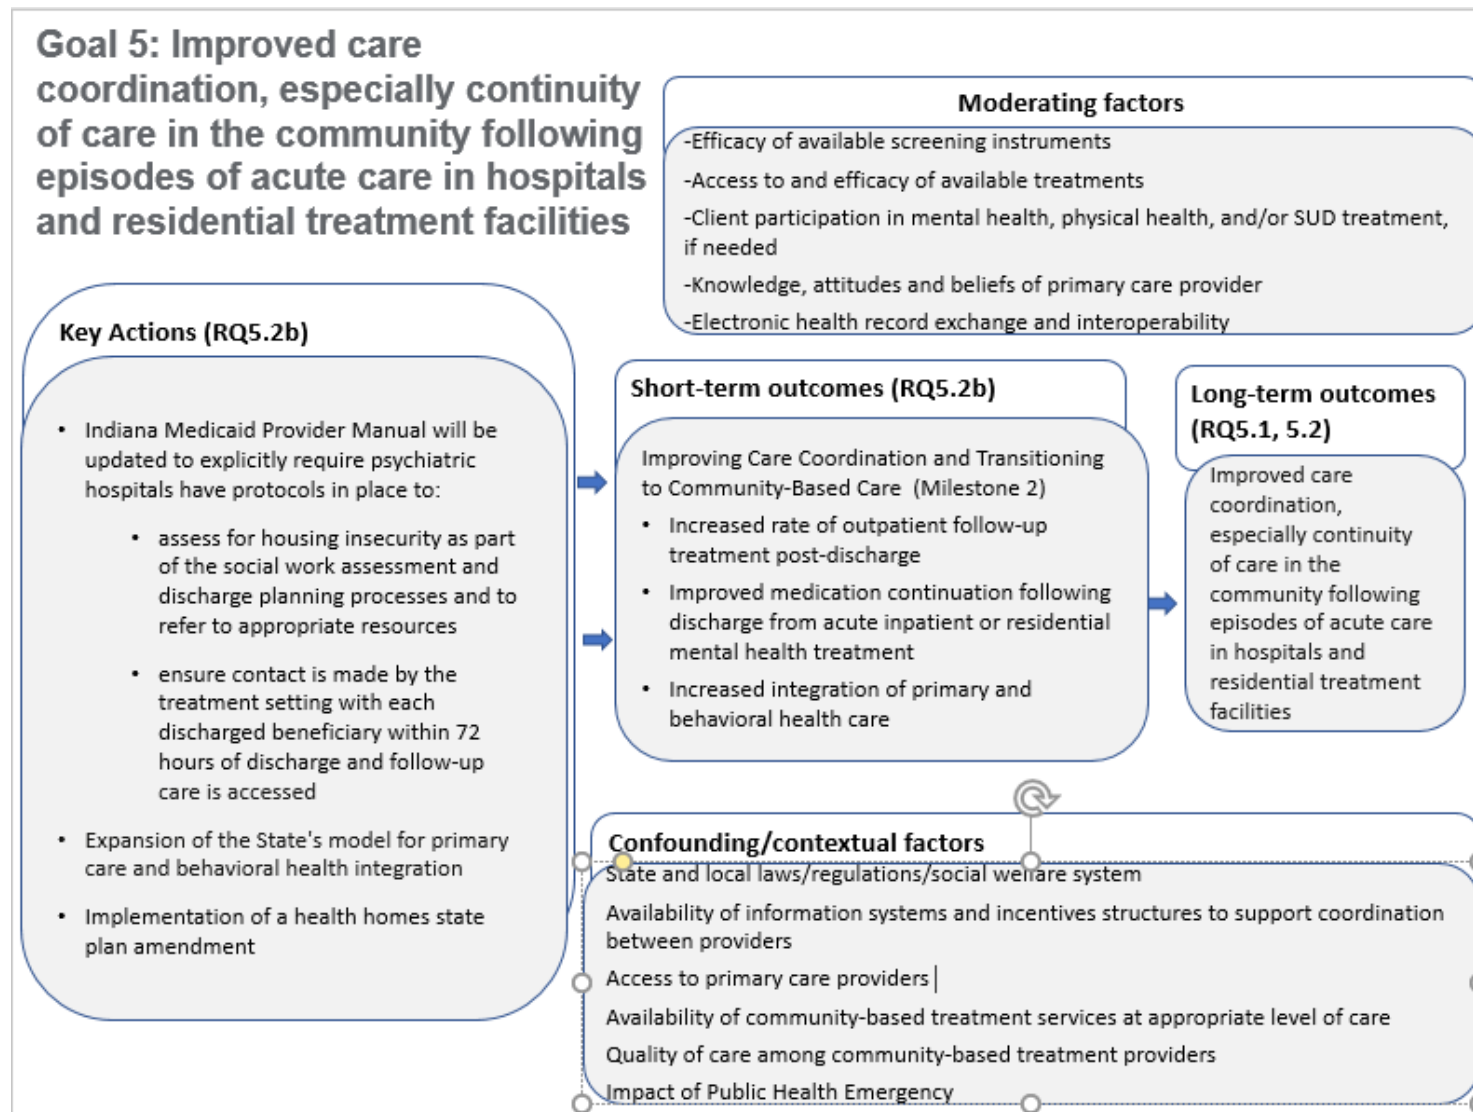 Goal 5: Improved care
coordination, especially continuity
of care in the community following
episodes of acute care in hospitals
and residential treatment facilities
Moderating factors
-Efficacy of available screening instruments
-Access to and efficacy of available treatments
-Client participation in mental health, physical health, and/or SUD treatment,
if needed
-Knowledge, attitudes and beliefs of primary care provider
-Electronic health record exchange and interoperability
Key Actions (RQ5.2b)
• Indiana Medicaid Provider Manual will be
updated to explicitly require psychiatric
hospitals have protocols in place to:
• assess for housing insecurity as part
of the social work assessment and
discharge planning processes and to
refer to appropriate resources
• ensure contact is made by the
treatment setting with each
discharged beneficiary within 72
hours of discharge and follow-up
care is accessed
• Expansion of the State's model for primary
care and behavioral health integration
• Implementation of a health homes state
plan amendment
Short-term outcomes (RQ5.2b)
Improving Care Coordination and Transitioning
to Community-Based Care (Milestone 2)
• Increased rate of outpatient follow-up
treatment post-discharge
• Improved medication continuation following
discharge from acute inpatient or residential
mental health treatment
• Increased integration of primary and
behavioral health care
Long-term outcomes
(RQ5.1, 5.2)
Improved care
coordination,
especially continuity
of care in the
community following
episodes of acute care
in hospitals and
residential treatment
facilities
Confounding/contextual factors
State and local laws/regulations/social welfare system
Availability of information systems and incentives structures to support coordination
between providers
Access to primary care providers
Availability of community-based treatment services at appropriate level of care
Quality of care among community-based treatment providers
Impact of Public Health Emergency